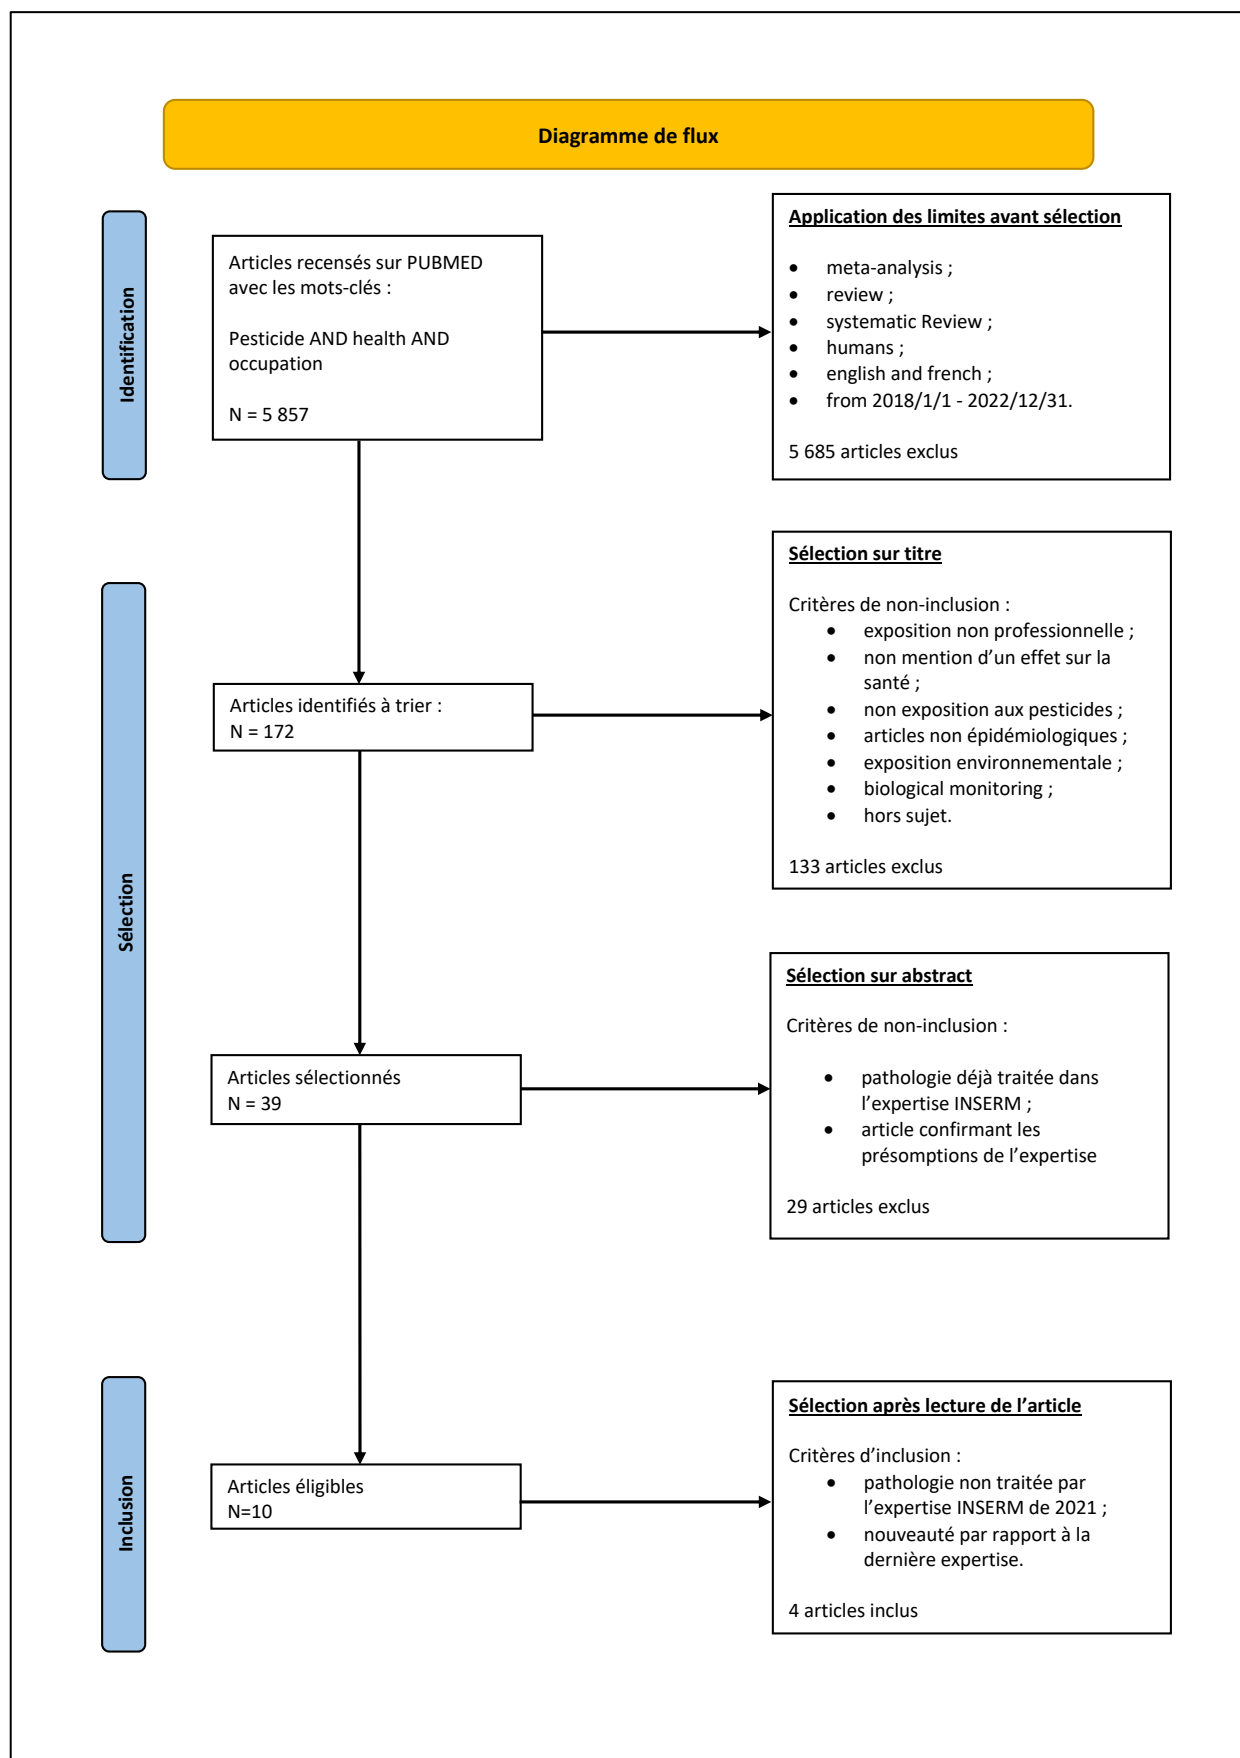 Diagramme de flux
Identification
Articles recensés sur PUBMED
avec les mots-clés :
Pesticide AND health AND
occupation
N = 5 857
Application des limites avant sélection
• meta-analysis ;
• review ;
• systematic Review ;
• humans ;
• english and french ;
• from 2018/1/1 - 2022/12/31.
5 685 articles exclus
Sélection
Articles identifiés à trier :
N = 172
Sélection sur titre
Critères de non-inclusion :
• exposition non professionnelle ;
• non mention d’un effet sur la
santé ;
• non exposition aux pesticides ;
• articles non épidémiologiques ;
• exposition environnementale ;
• biological monitoring ;
• hors sujet.
133 articles exclus
Articles sélectionnés
N = 39
Sélection sur abstract
Critères de non-inclusion :
• pathologie déjà traitée dans
l’expertise INSERM ;
• article confirmant les
présomptions de l’expertise
29 articles exclus
Inclusion
Articles éligibles
N=10
Sélection après lecture de l’article
Critères d’inclusion :
• pathologie non traitée par
l’expertise INSERM de 2021 ;
• nouveauté par rapport à la
dernière expertise.
4 articles inclus